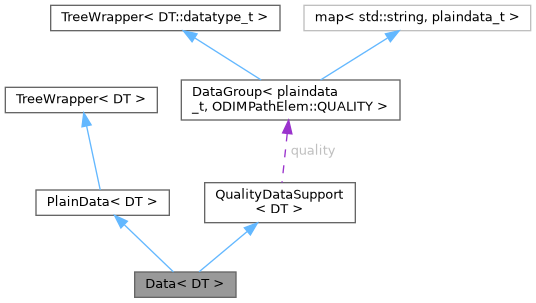 TreeWrapper< DT::datatype_t >
map< std::string, plaindata_t >
DataGroup< plaindata
_t, ODIMPathElem::QUALITY >
TreeWrapper< DT >
quality
PlainData< DT >
QualityDataSupport
< DT >
Data< DT >